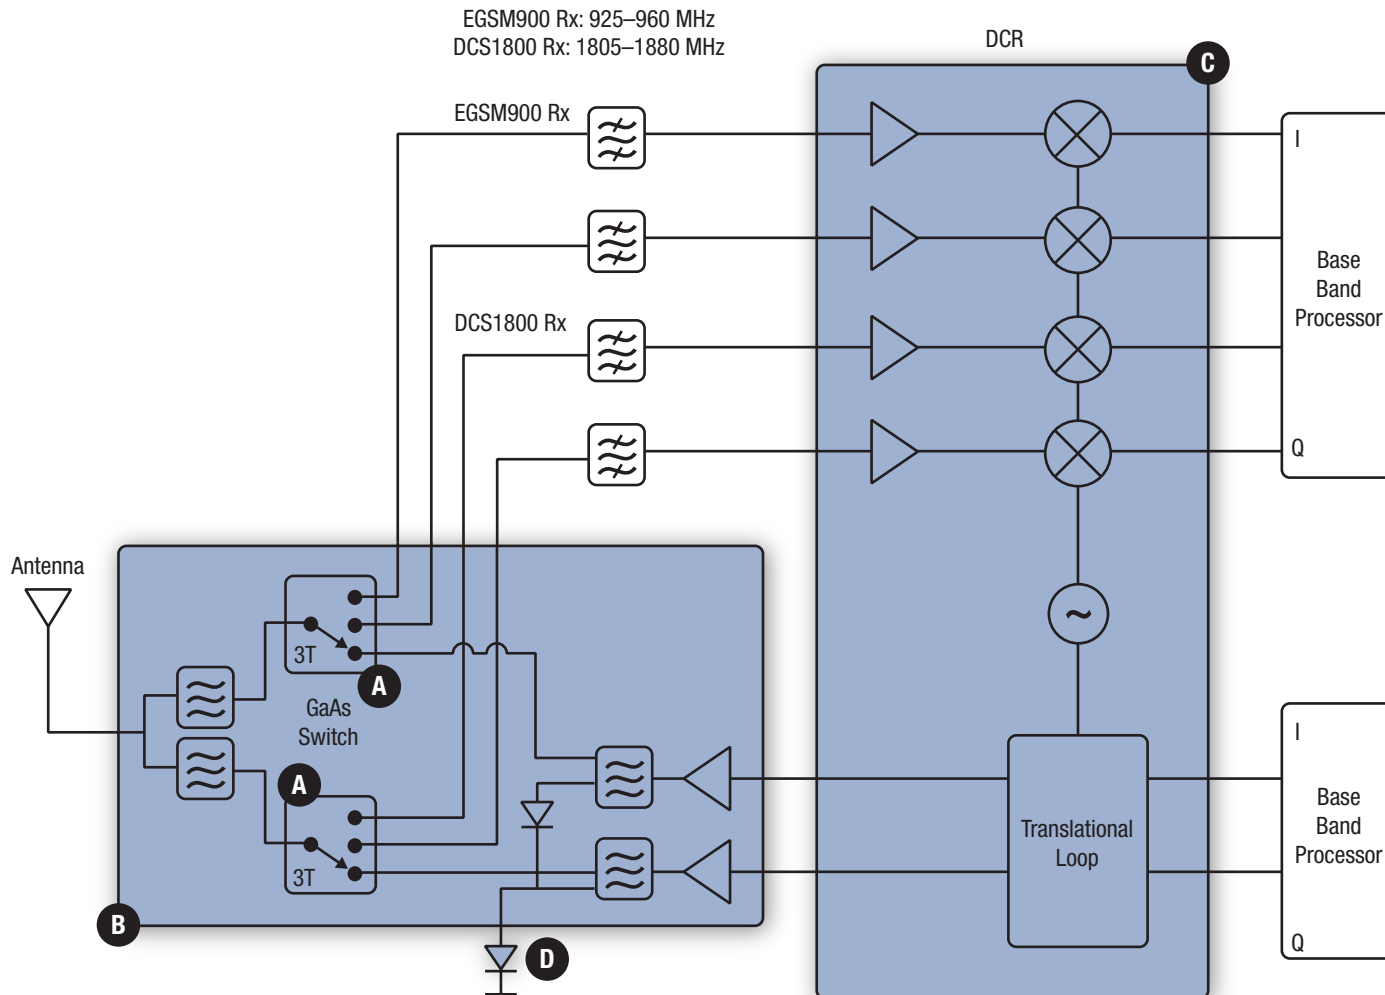 EGSM900 Rx: 925–960 MHz
DCS1800 Rx: 1805–1880 MHz
DCR
C
EGSM900 Rx
I
Base
Band
Processor
DCS1800 Rx
Q
Antenna
3T
A
GaAs
Switch
A
3T
B
D
~
Translational
Loop
I
Base
Band
Processor
Q